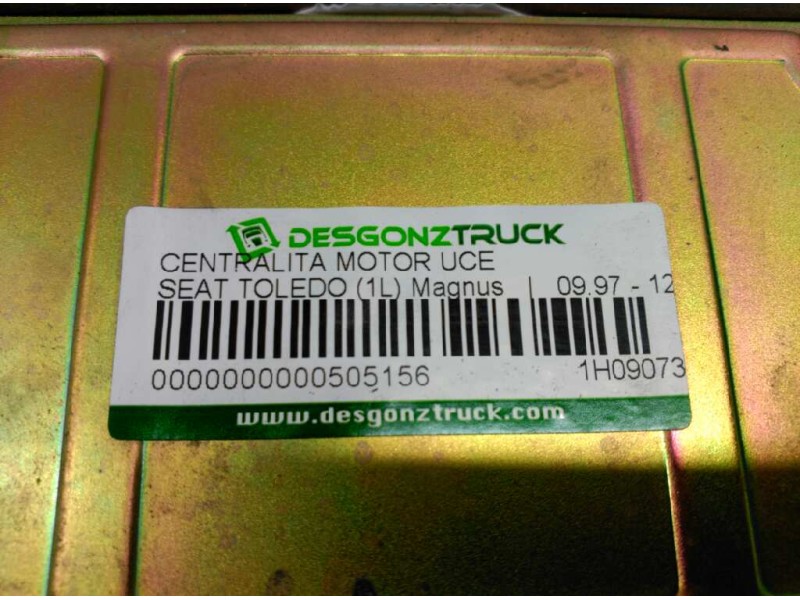 DESGONZTRUCK
CENTRALITA MOTOR UCE
SEAT TOLEDO (1L) Magnus | 09.97 - 12
0000000000505156 1H09073
www.desgonztruck.com